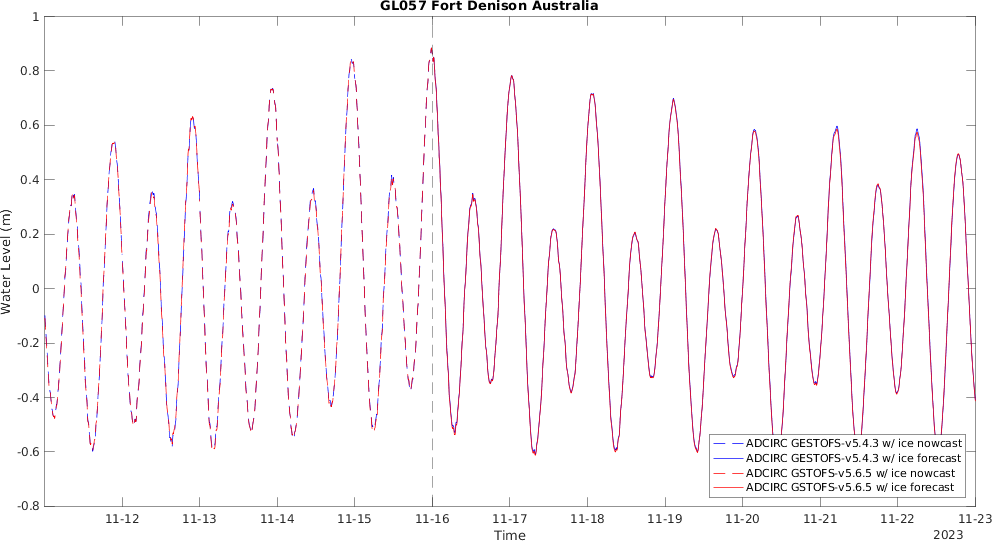 GL057 Fort Denison Australia
Water Level (m)
1
0.8
0.6
0.4
0.2
0
-0.2
-0.4
-0.6
-0.8
ADCIRC GESTOFS-v5.4.3 w/ ice nowcast
ADCIRC GESTOFS-v5.4.3 w/ ice forecast
ADCIRC GSTOFS-v5.6.5 w/ ice nowcast
ADCIRC GSTOFS-v5.6.5 w/ ice forecast
11-12 11-13 11-14 11-15 11-16 11-17 11-18 11-19 11-20 11-21 11-22 11-23
Time
2023